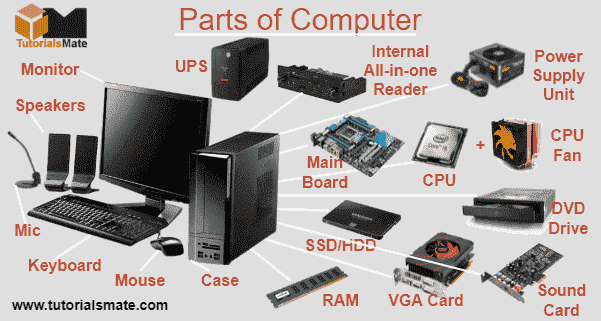 Parts of Computer
TutorialsMate
Monitor
UPS
Internal
All-in-one
Reader
Power
Supply
Unit
Speakers
Main
Board
CPU
+
CPU
Fan
Mic
Keyboard
Mouse
Case
SSD/HDD
DVD
Drive
RAM
VGA Card
Sound
Card
www.tutorialsmate.com